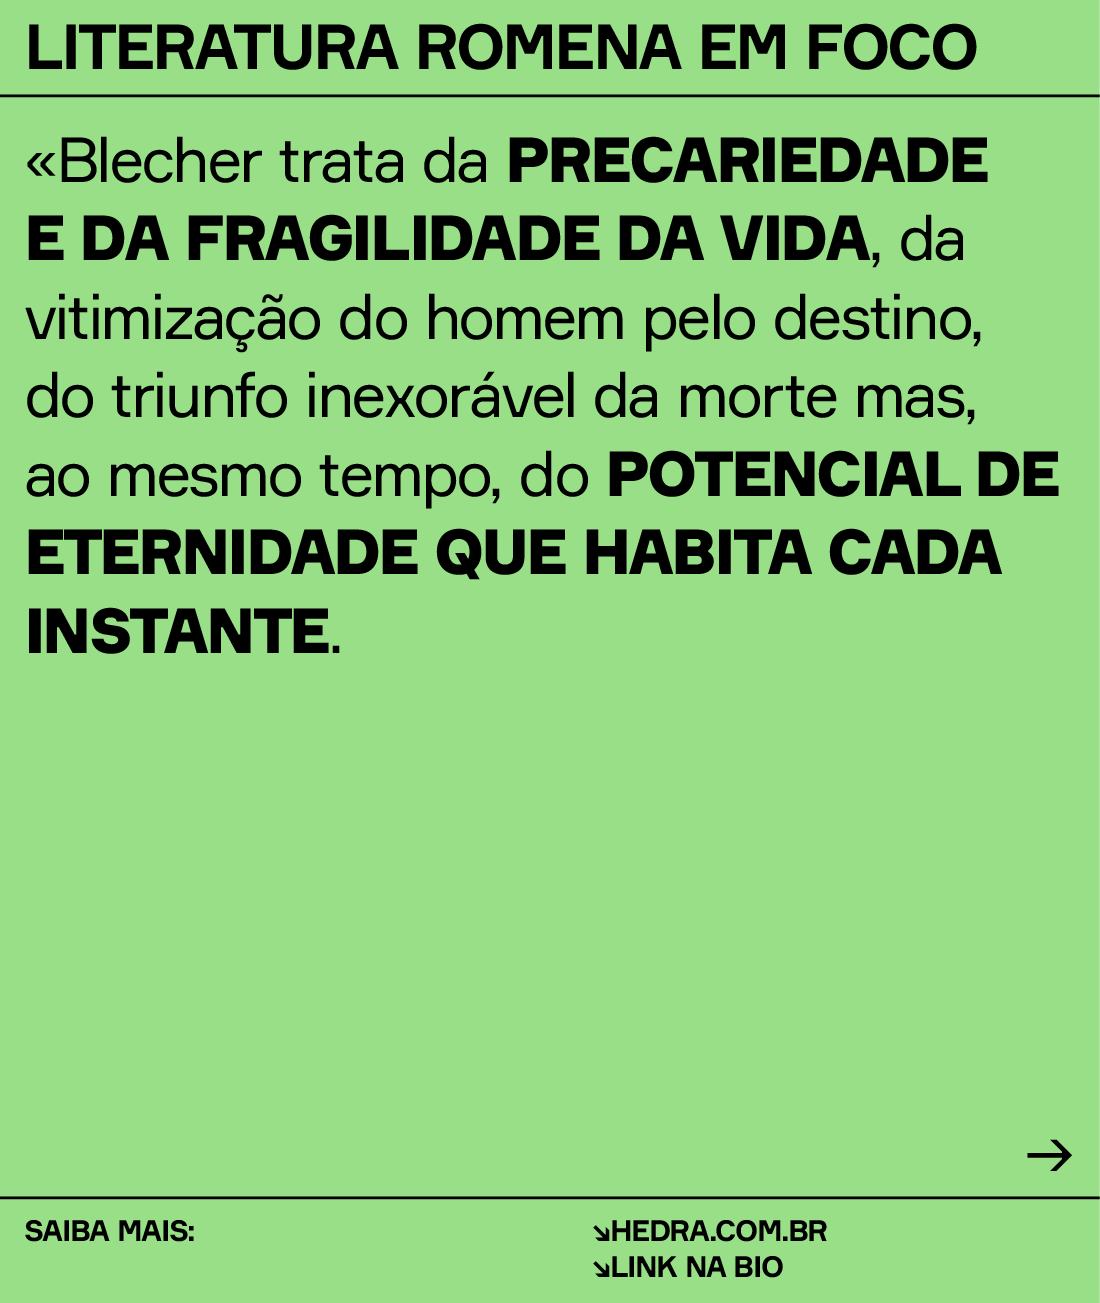 LITERATURA ROMENA EM FOCO
«Blecher trata da PRECARIEDADE
E DA FRAGILIDADE DA VIDA, da
vitimização do homem pelo destino,
do triunfo inexorável da morte mas,
ao mesmo tempo, do POTENCIAL DE
ETERNIDADE QUE HABITA CADA
INSTANTE.
→
SAIBA MAIS:
↘HEDRA.COM.BR
↘LINK NA BIO